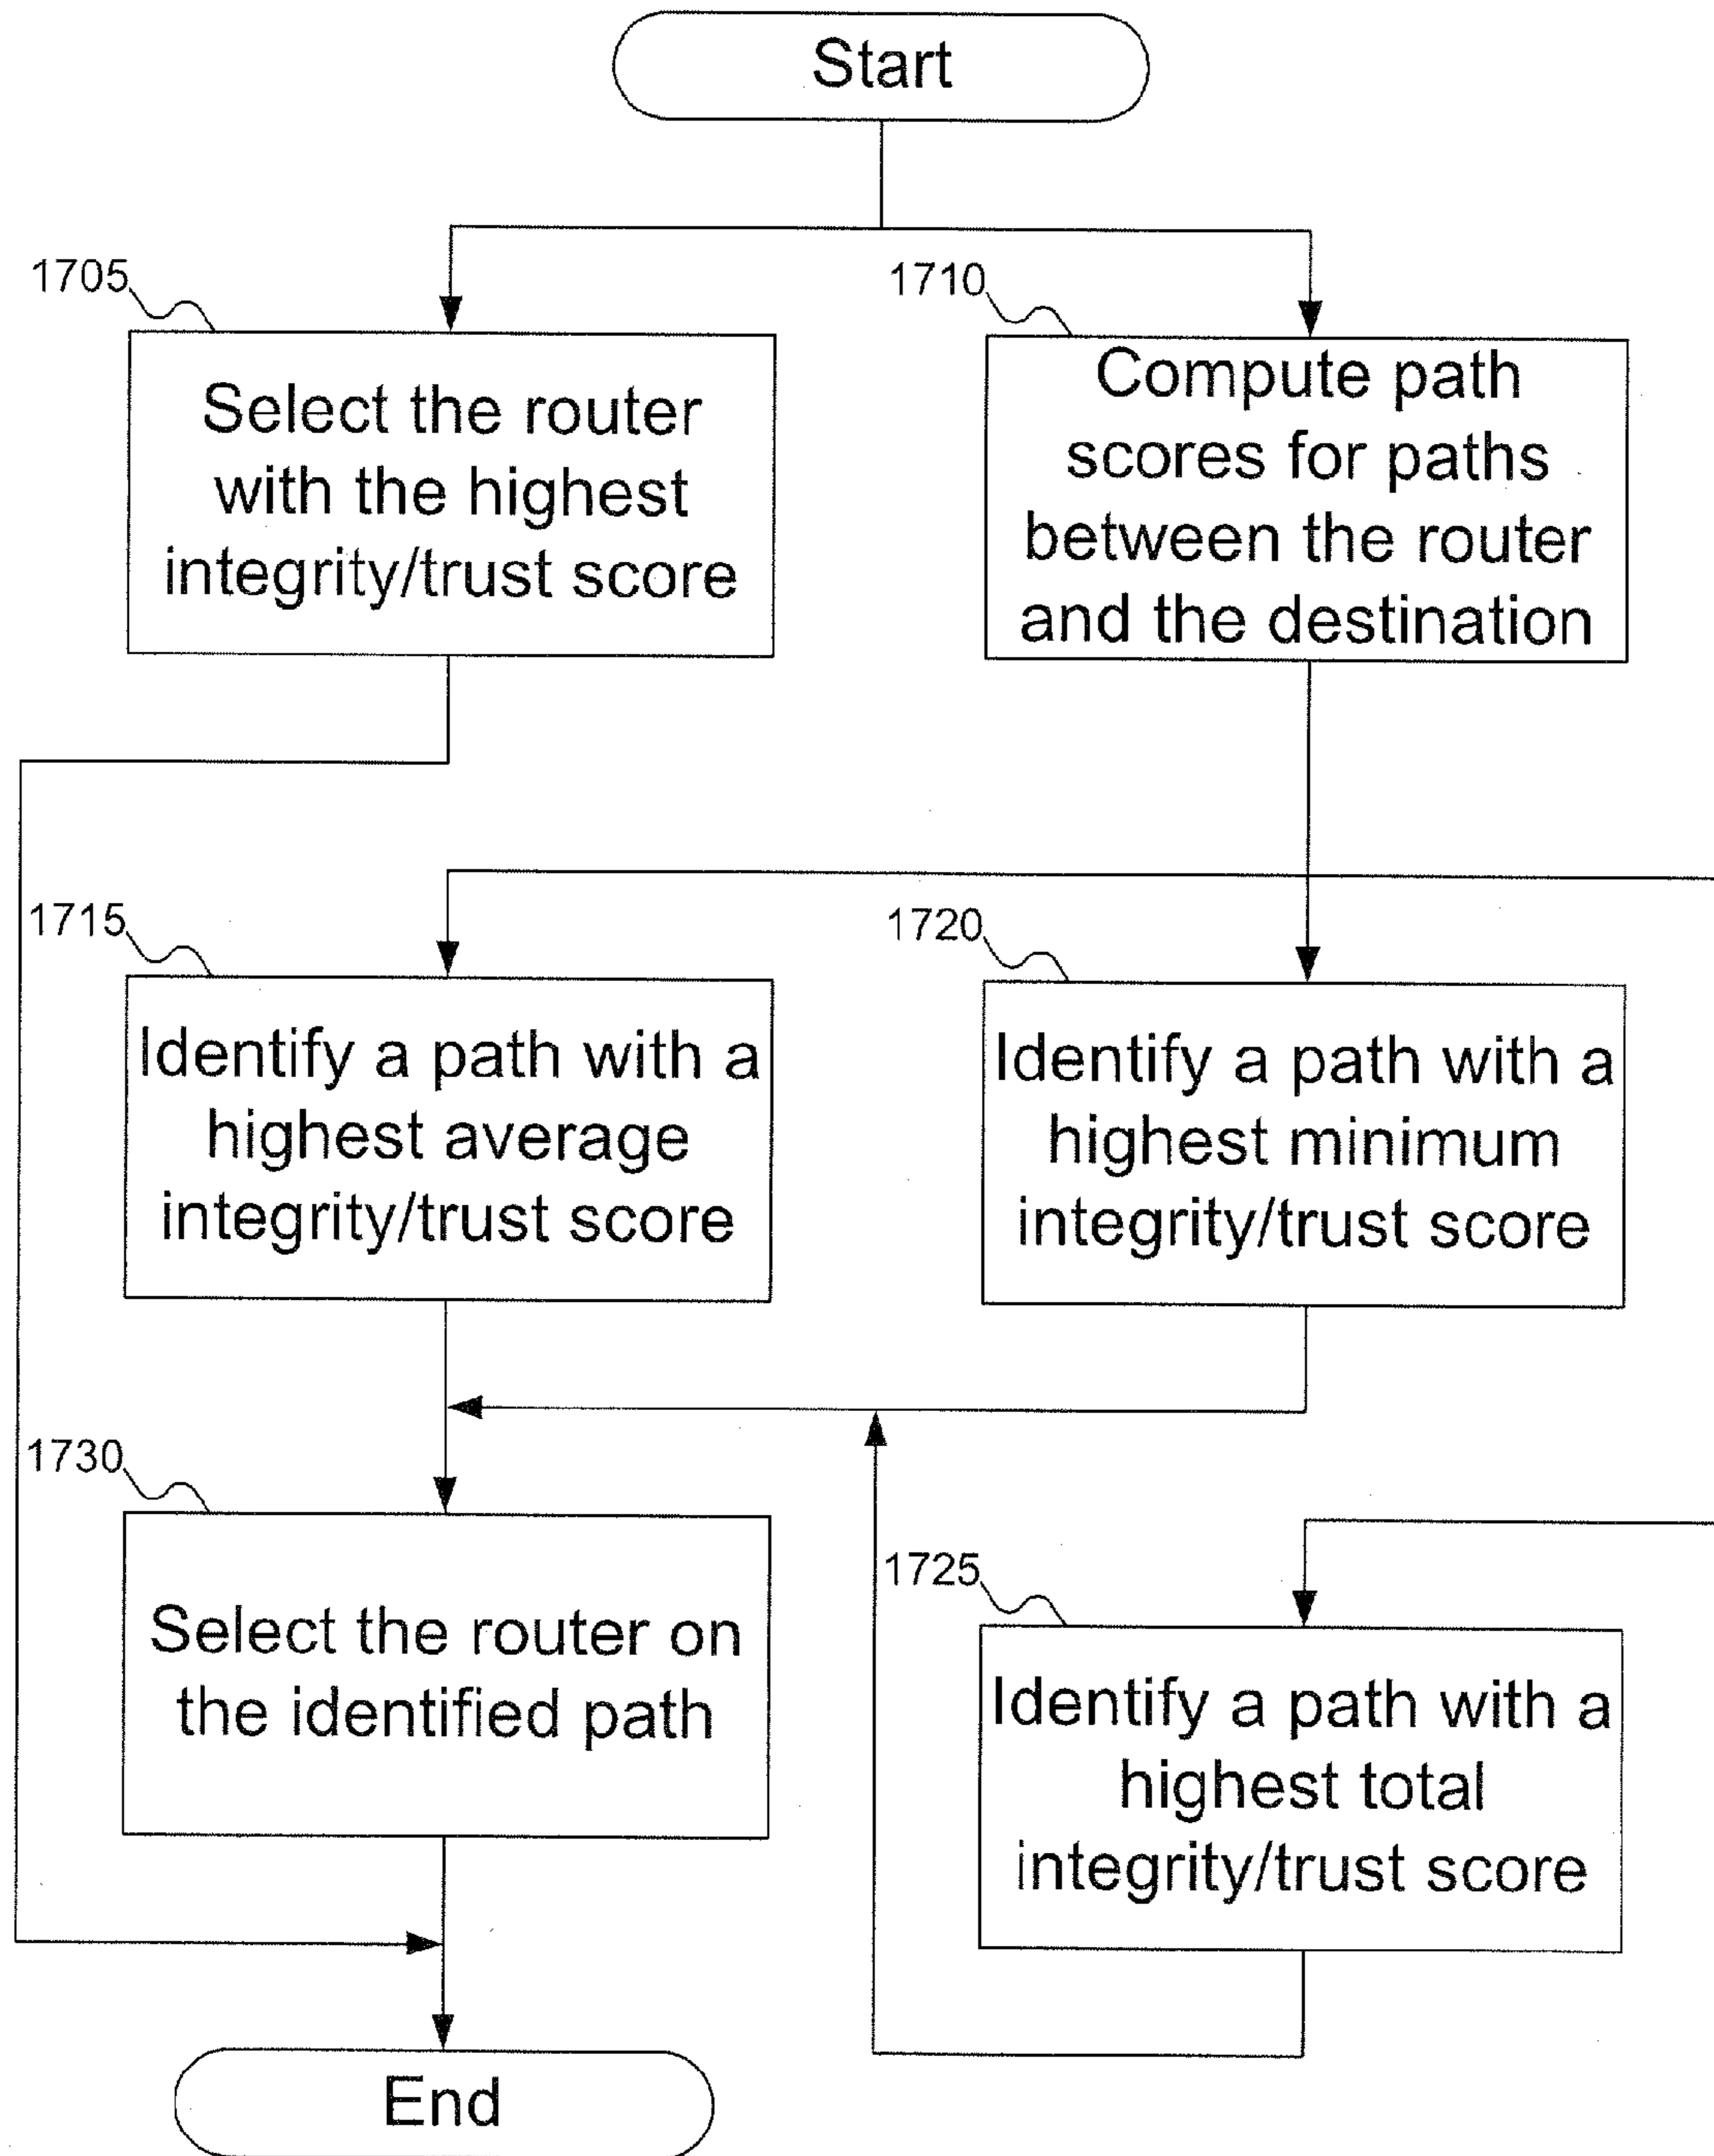 Start
1705
Select the router
with the highest
integrity/trust score
1710
Compute path
scores for paths
between the router
and the destination
1715
Identify a path with a
highest average
integrity/trust score
1720
Identify a path with a
highest minimum
integrity/trust score
1730
Select the router on
the identified path
1725
Identify a path with a
highest total
integrity/trust score
End